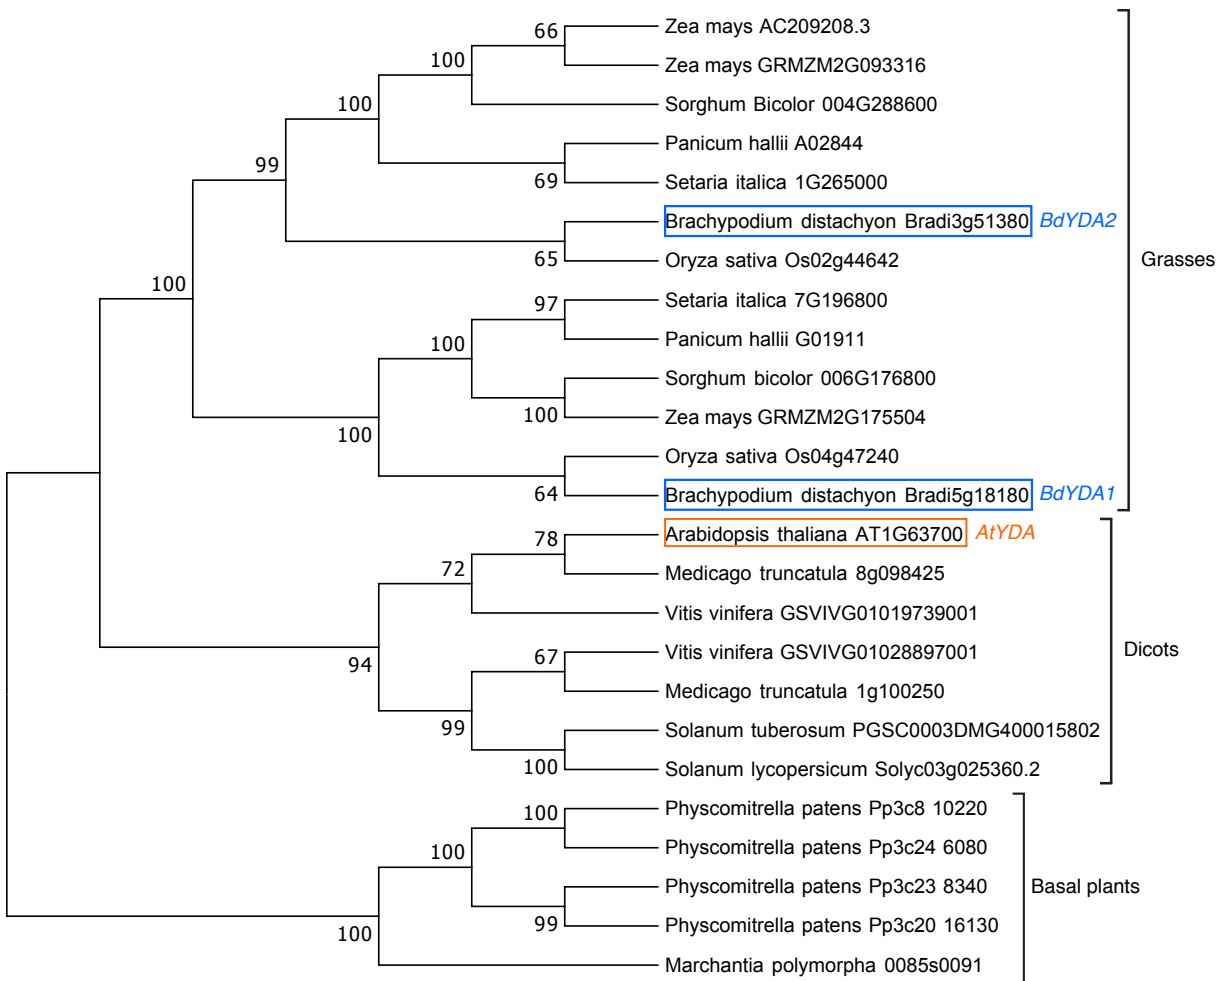 66
Zea mays AC209208.3
100
Zea mays GRMZM2G093316
100
Sorghum Bicolor 004G288600
Panicum hallii A02844
99
69
Setaria italica 1G265000
Brachypodium distachyon Bradi3g51380 BdYDA2
65
Oryza sativa Os02g44642
Grasses
100
97
Setaria italica 7G196800
100
Panicum hallii G01911
Sorghum bicolor 006G176800
100
Zea mays GRMZM2G175504
100
Oryza sativa Os04g47240
64
Brachypodium distachyon Bradi5g18180 BdYDA1
78
Arabidopsis thaliana AT1G63700 AtYDA
72
Medicago truncatula 8g098425
Vitis vinifera GSVIVG01019739001
94
67
Vitis vinifera GSVIVG01028897001
Dicots
Medicago truncatula 1g100250
99
Solanum tuberosum PGSC0003DMG400015802
100
Solanum lycopersicum Solyc03g025360.2
100
Physcomitrella patens Pp3c8 10220
100
Physcomitrella patens Pp3c24 6080
Physcomitrella patens Pp3c23 8340
Basal plants
99
Physcomitrella patens Pp3c20 16130
100
Marchantia polymorpha 0085s0091